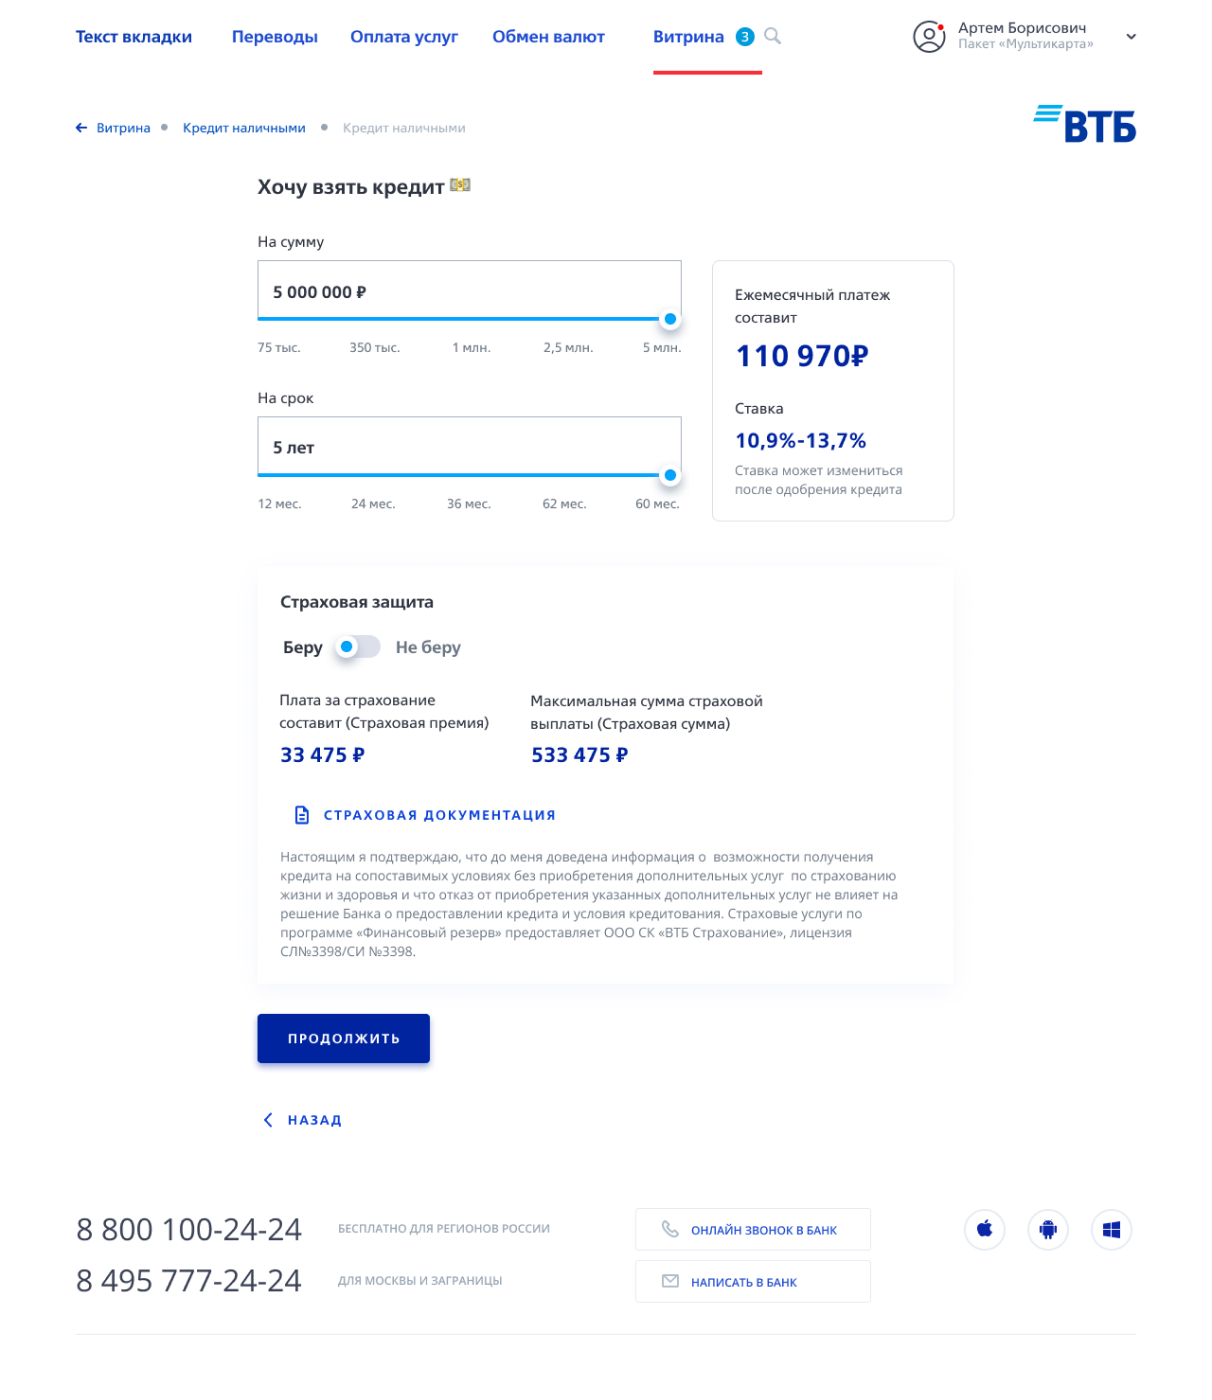 Текст вкладки Переводы Оплата услуг Обмен валют Витрина 3
Артем Борисович
Пакет «Мультикарта»
Витрина Кредит наличными Кредит наличными
ВТБ
Хочу взять кредит
На сумму
5 000 000 ₽
75 тыс. 350 тыс. 1 млн. 2,5 млн. 5 млн.
На срок
5 лет
12 мес. 24 мес. 36 мес. 62 мес. 60 мес.
Ежемесячный платеж
составит
110 970₽
Ставка
10,9%-13,7%
Ставка может измениться
после одобрения кредита
Страховая защита
Беру Не беру
Плата за страхование
составит (Страховая премия)
33 475 ₽
Максимальная сумма страховой
выплаты (Страховая сумма)
533 475 ₽
СТРАХОВАЯ ДОКУМЕНТАЦИЯ
Настоящим я подтверждаю, что до меня доведена информация о возможности получения
кредита на сопоставимых условиях без приобретения дополнительных услуг по страхованию
жизни и здоровья и что отказ от приобретения указанных дополнительных услуг не влияет на
решение Банка о предоставлении кредита и условия кредитования. Страховые услуги по
программе «Финансовый резерв» предоставляет ООО СК «ВТБ Страхование», лицензия
СЛ№3398/СИ №3398.
ПРОДОЛЖИТЬ
НАЗАД
8 800 100-24-24 БЕСПЛАТНО ДЛЯ РЕГИОНОВ РОССИИ
ОНЛАЙН ЗВОНОК В БАНК
8 495 777-24-24 ДЛЯ МОСКВЫ И ЗАГРАНИЦЫ
НАПИСАТЬ В БАНК